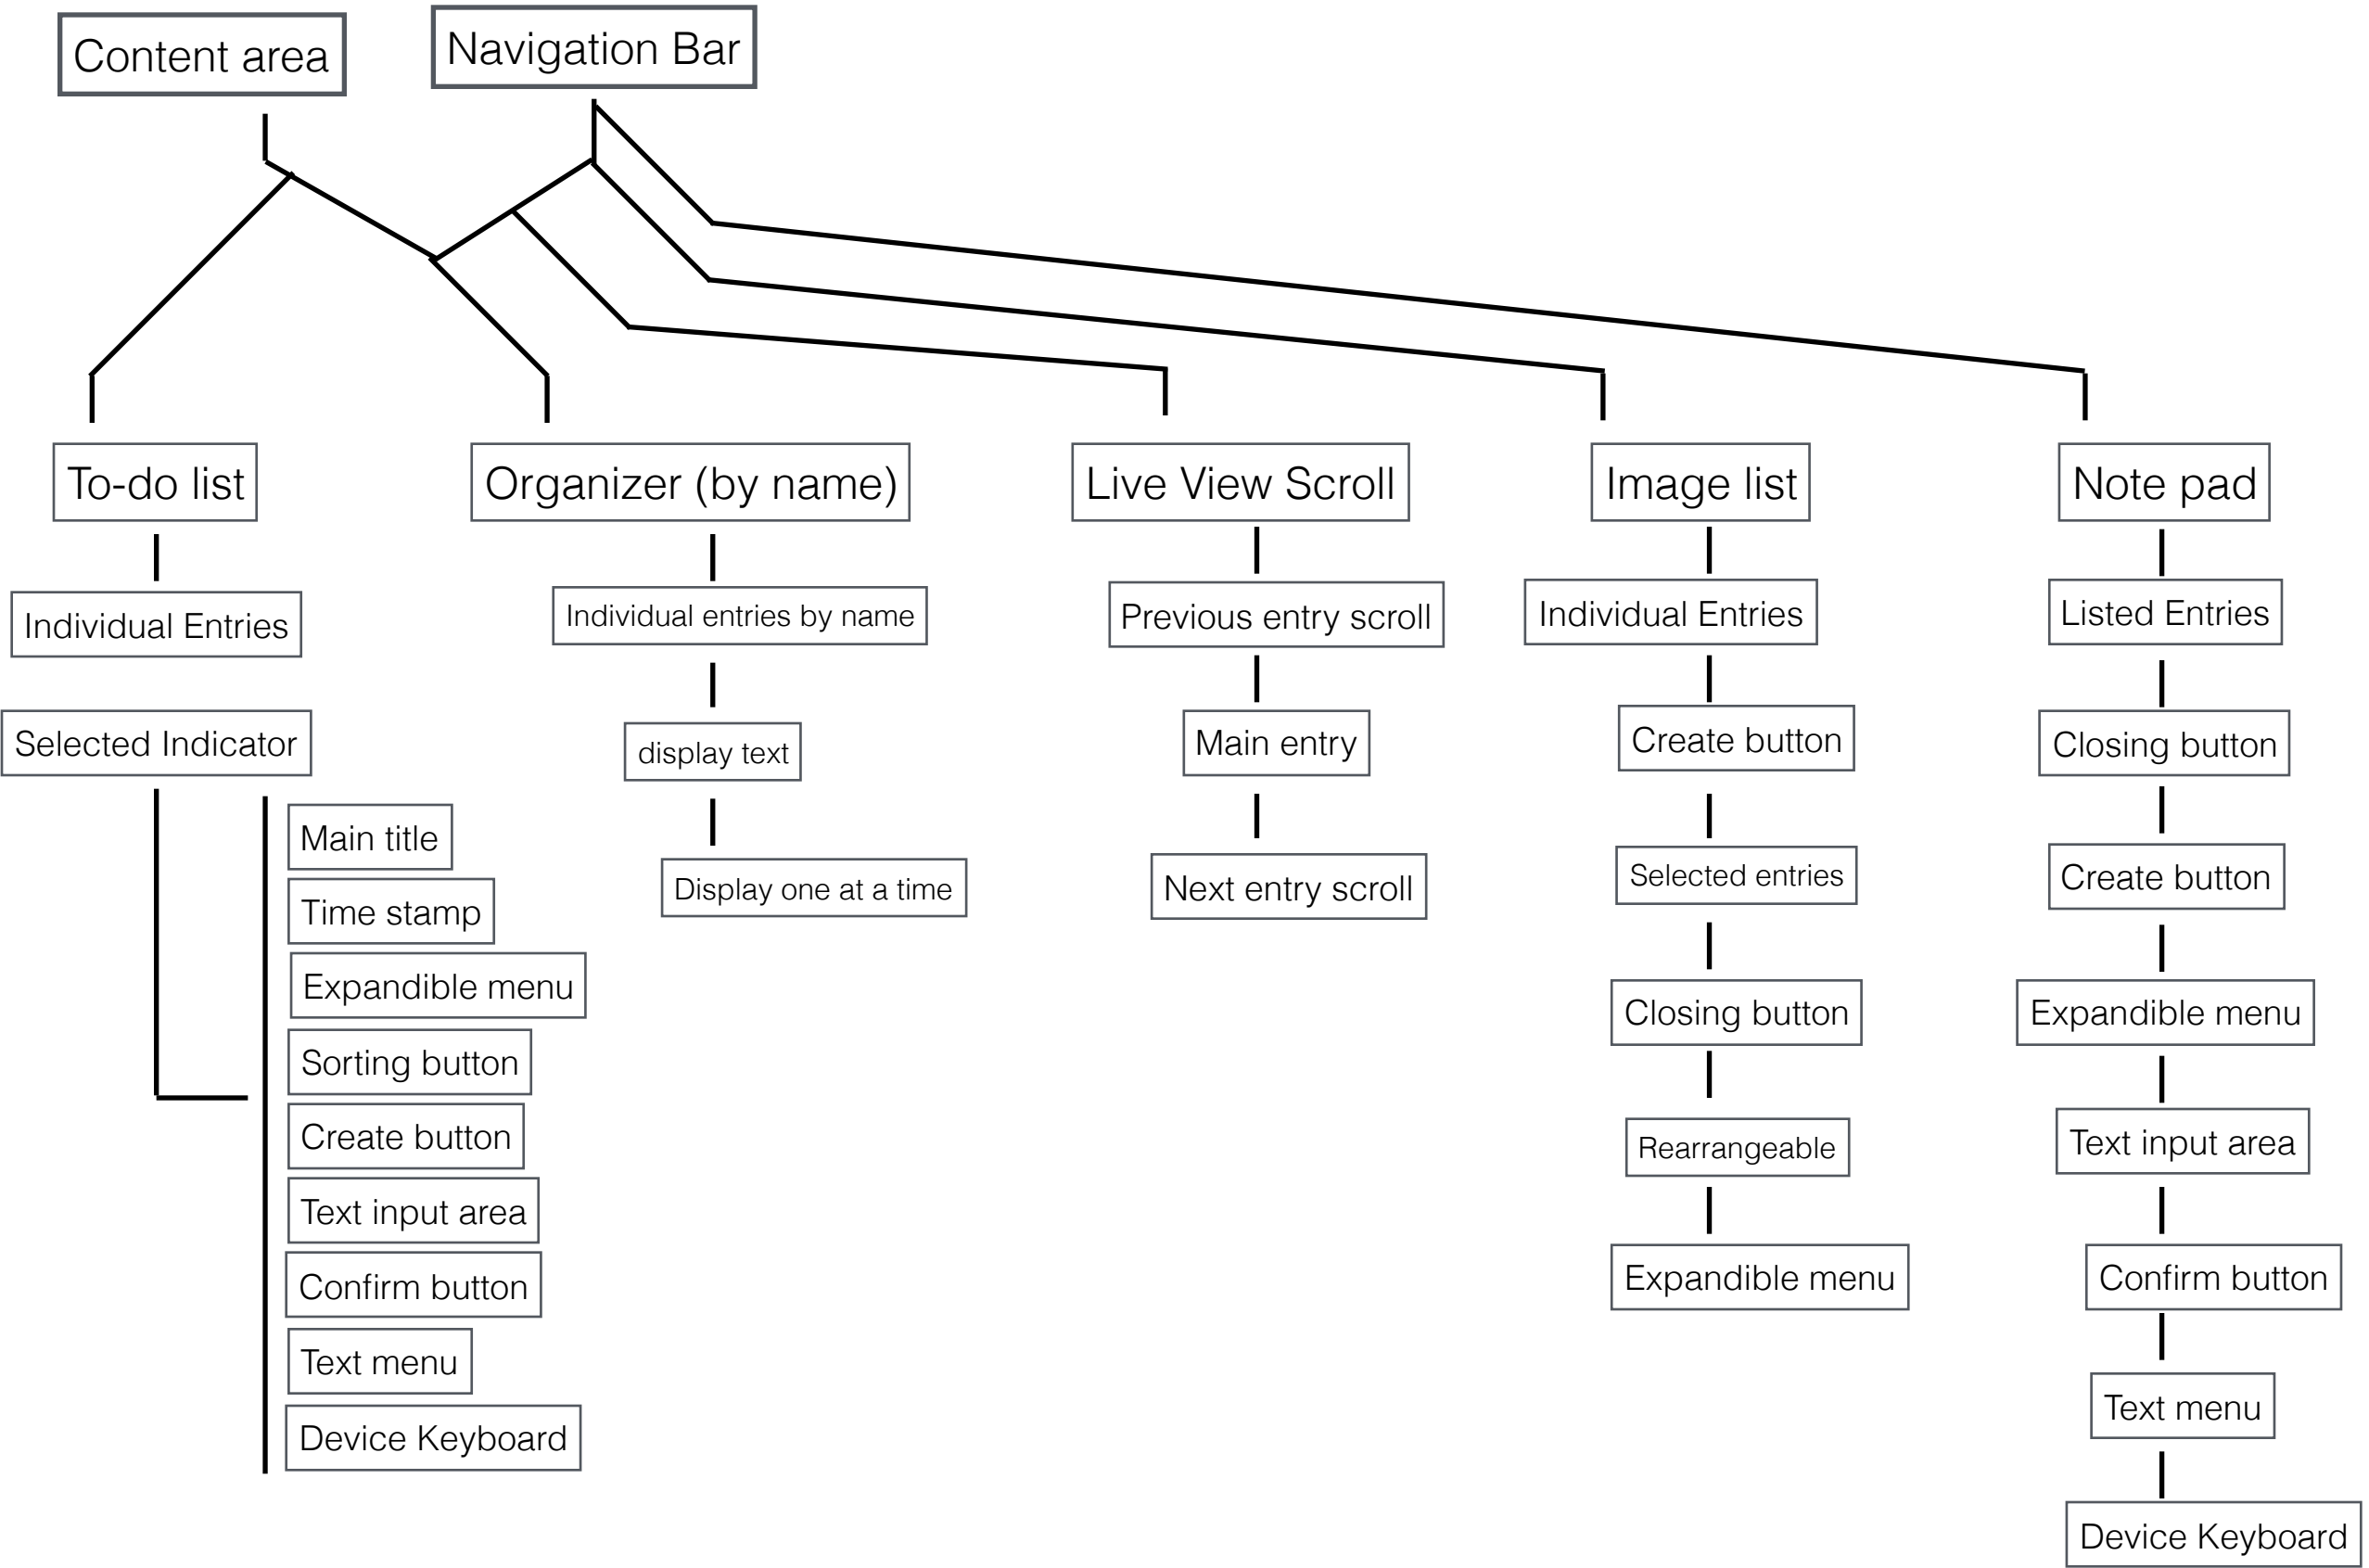 Content area
Navigation Bar
To-do list
Individual Entries
Selected Indicator
Main title
Time stamp
Expandible menu
Sorting button
Create button
Text input area
Confirm button
Text menu
Device Keyboard
Organizer (by name)
Individual entries by name
display text
Display one at a time
Live View Scroll
Previous entry scroll
Main entry
Next entry scroll
Image list
Individual Entries
Create button
Selected entries
Closing button
Rearrangeable
Expandible menu
Note pad
Listed Entries
Closing button
Create button
Expandible menu
Text input area
Confirm button
Text menu
Device Keyboard